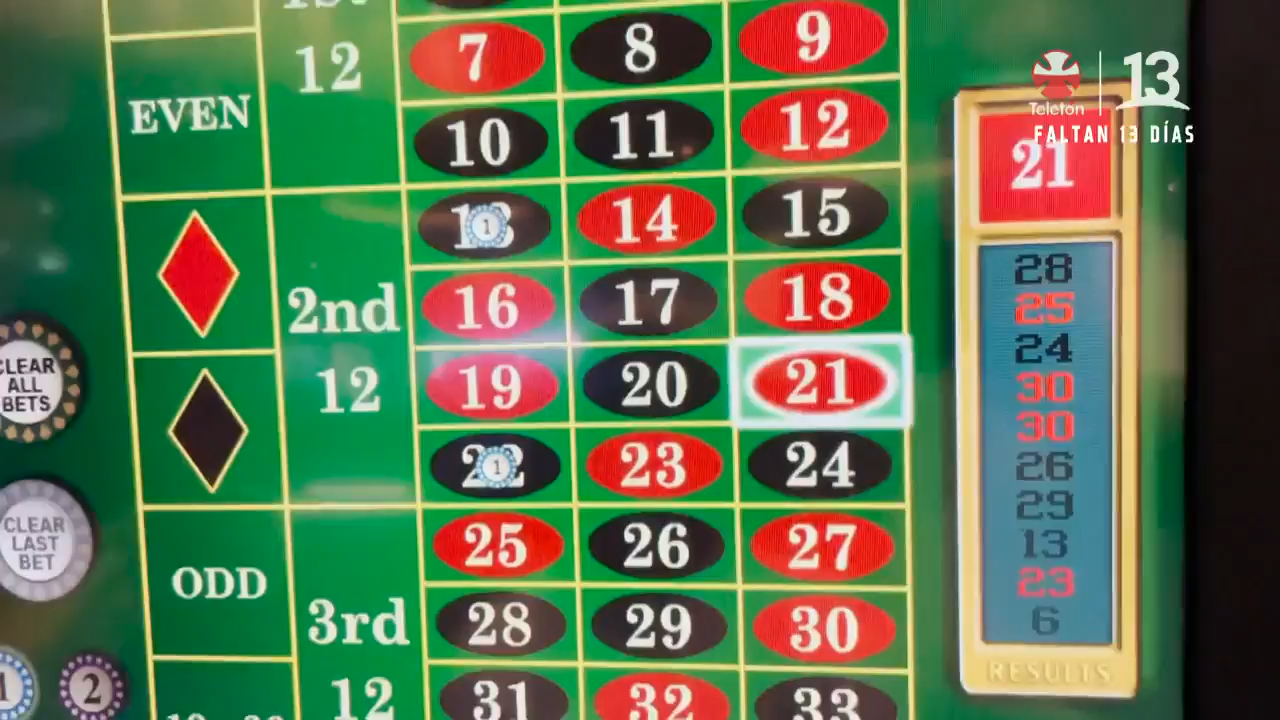 12
EVEN
2nd
12
ODD
3rd
12
CLEAR
ALL
BETS
CLEAR
LAST
BET
1
2
7 8 9
10 11 12
13 14 15
1
16 17 18
19 20 21
22 23 24
1
25 26 27
28 29 30
31 32 33
Teletón
13
FALTAN 13 DÍAS
21
28
25
24
30
30
26
29
13
23
6
RESULTS